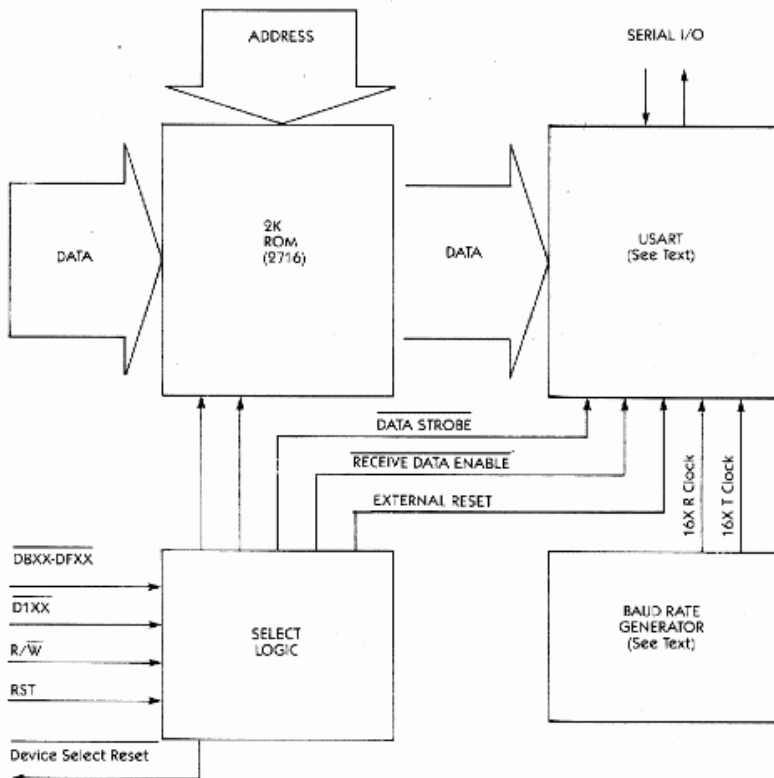 ADDRESS
SERIAL I/O
DATA
2K
ROM
(2716)
DATA
USART
(See Text)
DATA STROBE
RECEIVE DATA ENABLE
EXTERNAL RESET
16X R Clock
16X T Clock
DBXX-DFXX
D1XX
R/W̅
RST
Device Select Reset
SELECT
LOGIC
BAUD RATE
GENERATOR
(See Text)